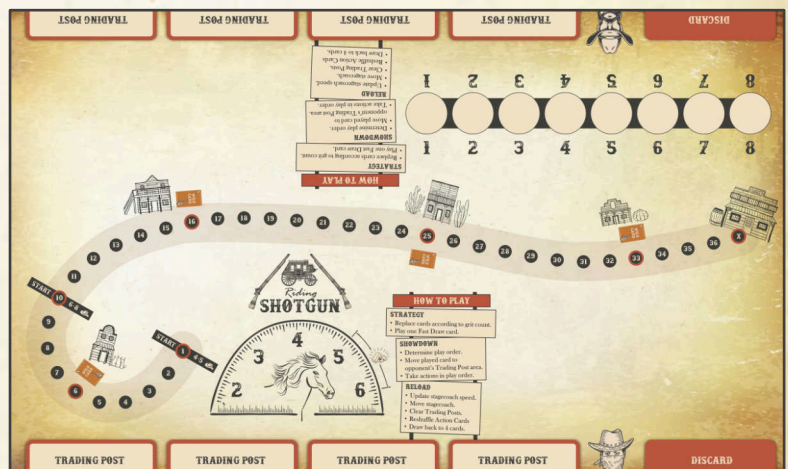 TRADING POST
TRADING POST
TRADING POST
TRADING POST
DISCARD
• Draw back to 4 cards.
• Reshuffle Action Cards
• Clear Trading Posts.
• Move stagecoach.
• Update stagecoach speed.
RELOAD
• Take actions in play order.
opponent's Trading Post area.
• Move played card to
• Determine play order.
SHOWDOWN
• Play one Fast Draw card.
• Replace cards according to grit count.
STRATEGY
HOW TO PLAY
1 2 3 4 5 6 7 8
1 2 3 4 5 6 7 8
11 12 13 14 15 16 17 18 19 20 21 22 23 24 25 26 27 28 29 30 31 32 33 34 35 36 X
START 10 6-8
9
8
7
6
5
4
3
2
START 1 4-5
Riding
SHOTGUN
2 3 4 5 6
HOW TO PLAY
STRATEGY
• Replace cards according to grit count.
• Play one Fast Draw card.
SHOWDOWN
• Determine play order.
• Move played card to
opponent's Trading Post area.
• Take actions in play order.
RELOAD
• Update stagecoach speed.
• Move stagecoach.
• Clear Trading Posts.
• Reshuffle Action Cards
• Draw back to 4 cards.
TRADING POST
TRADING POST
TRADING POST
TRADING POST
DISCARD